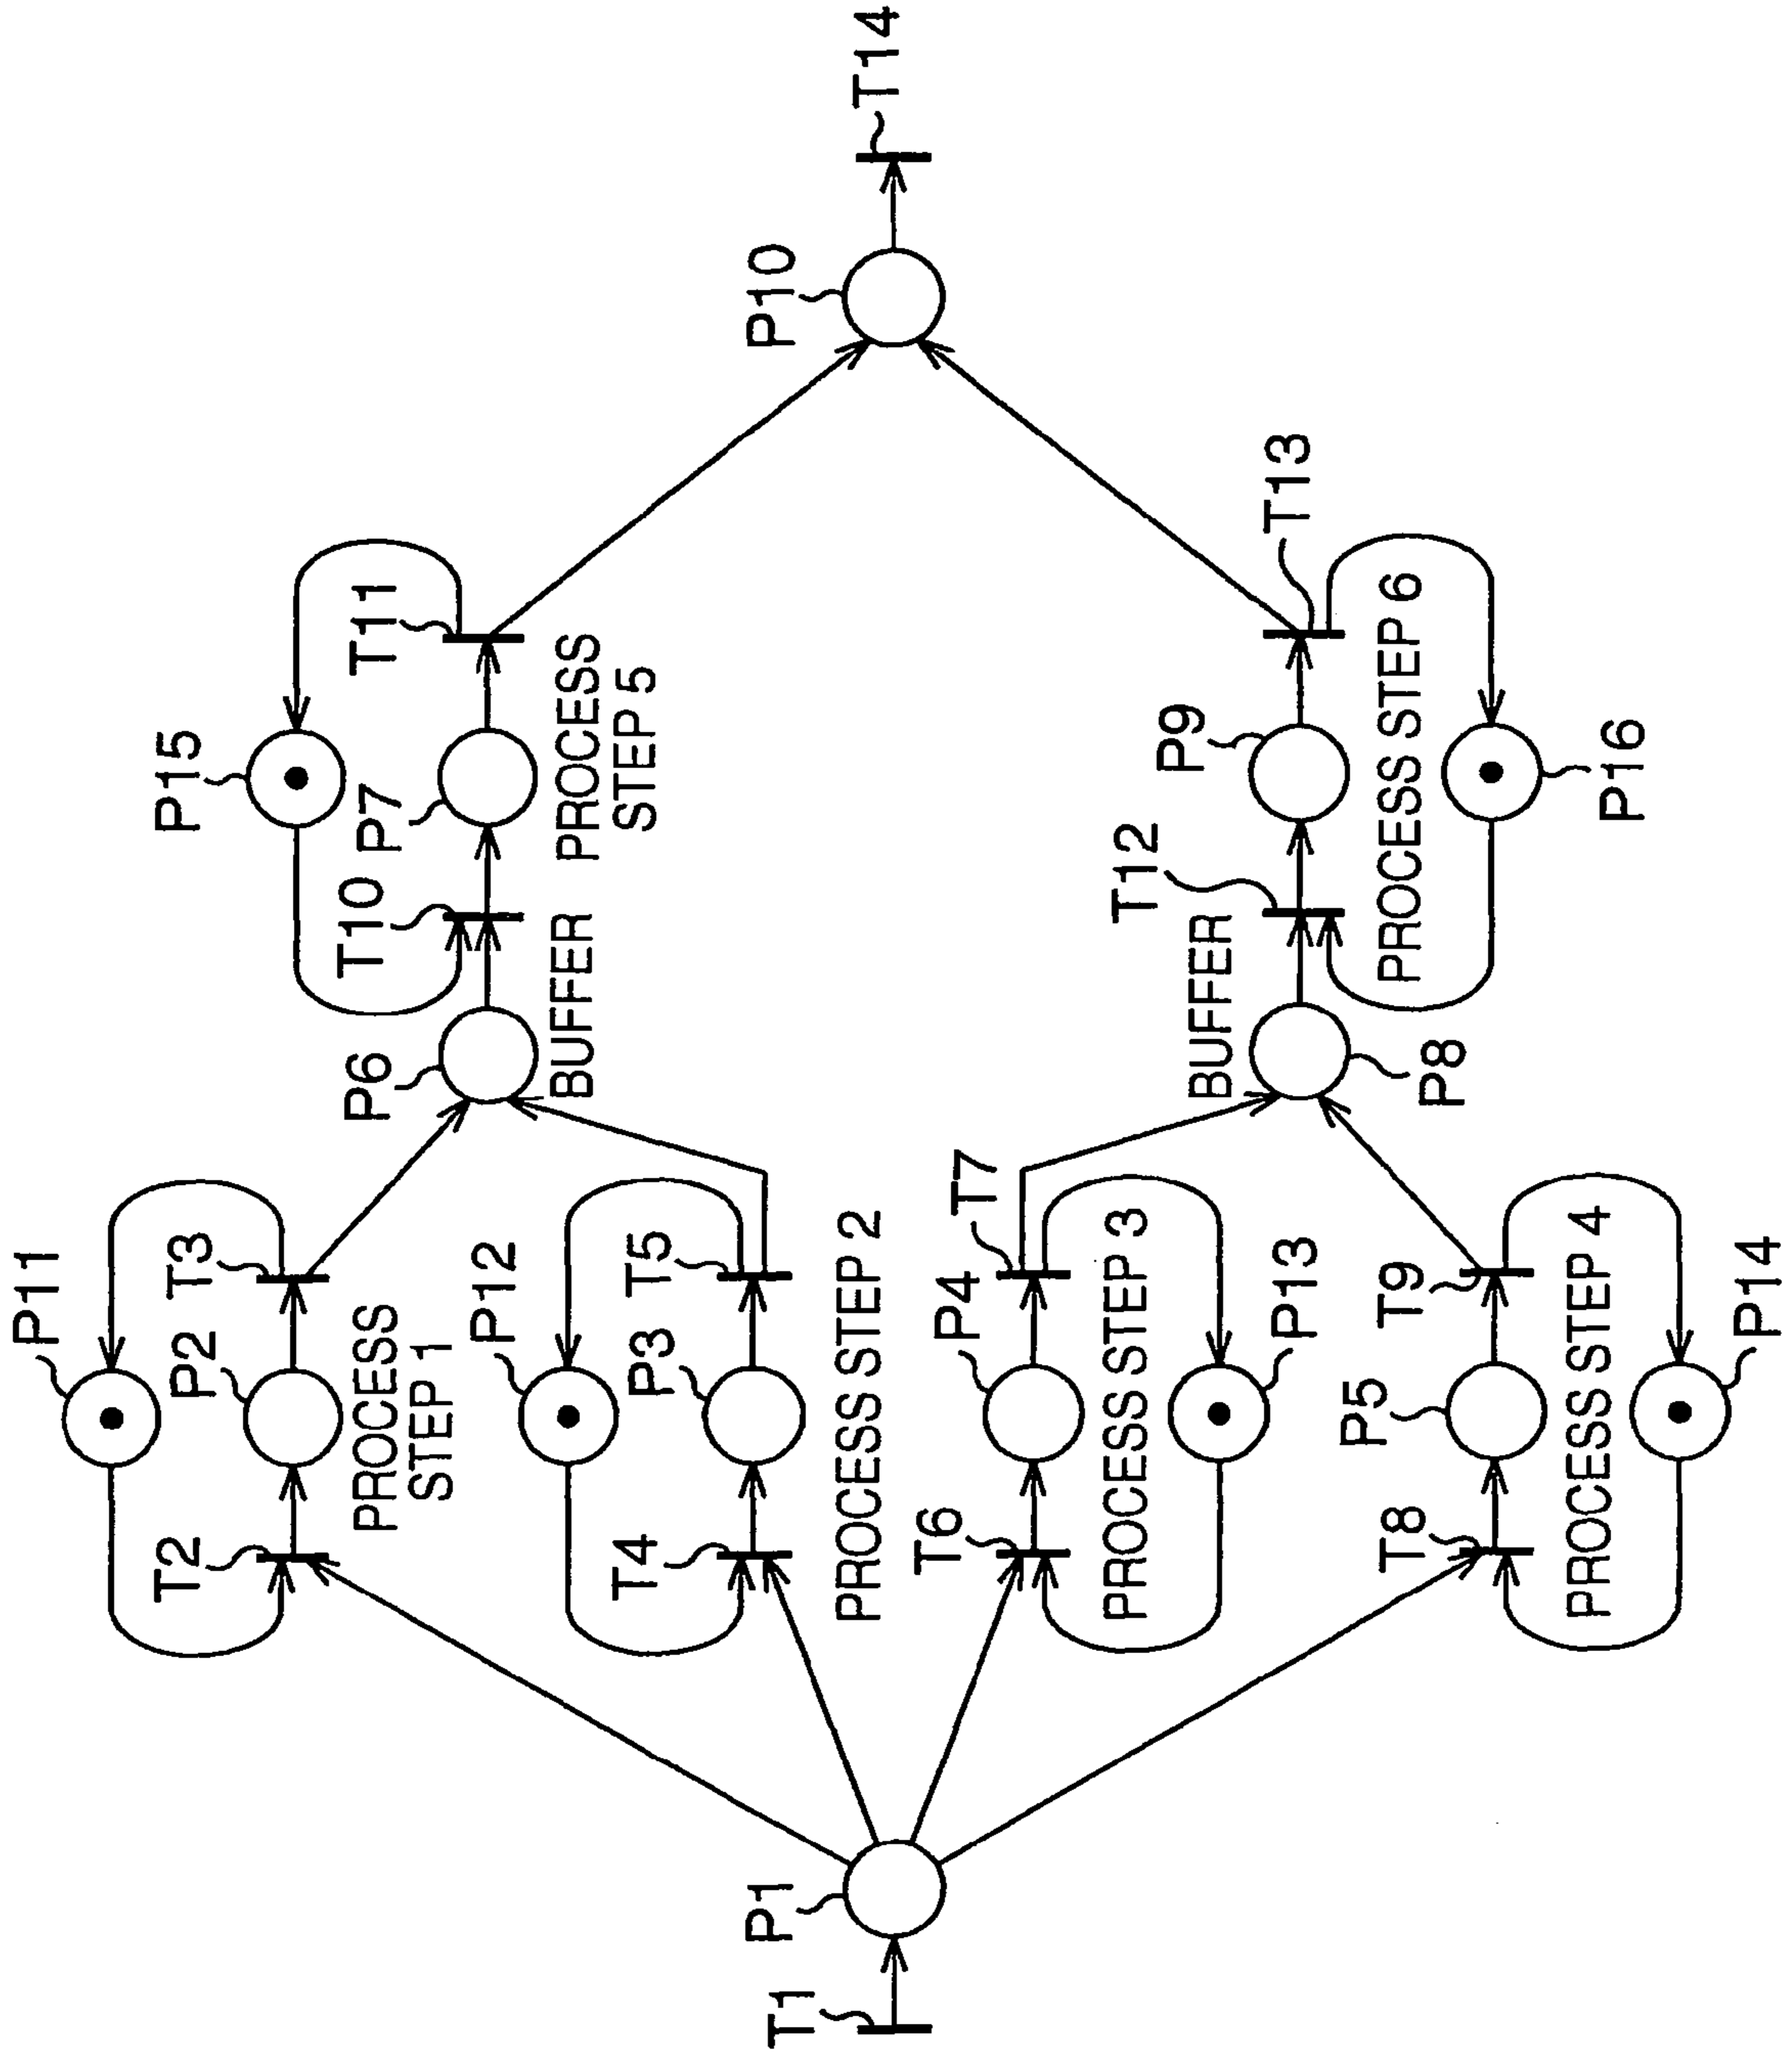 T1
P1
T2
P11
P2
T3
PROCESS
STEP 1
T4
P12
P3
T5
PROCESS STEP 2
T6
P4
T7
PROCESS STEP 3
P13
T8
P5
T9
PROCESS STEP 4
P14
P6
BUFFER
T10
P15
P7
T11
PROCESS
STEP 5
BUFFER
P8
T12
P9
T13
PROCESS STEP 6
P16
P10
T14